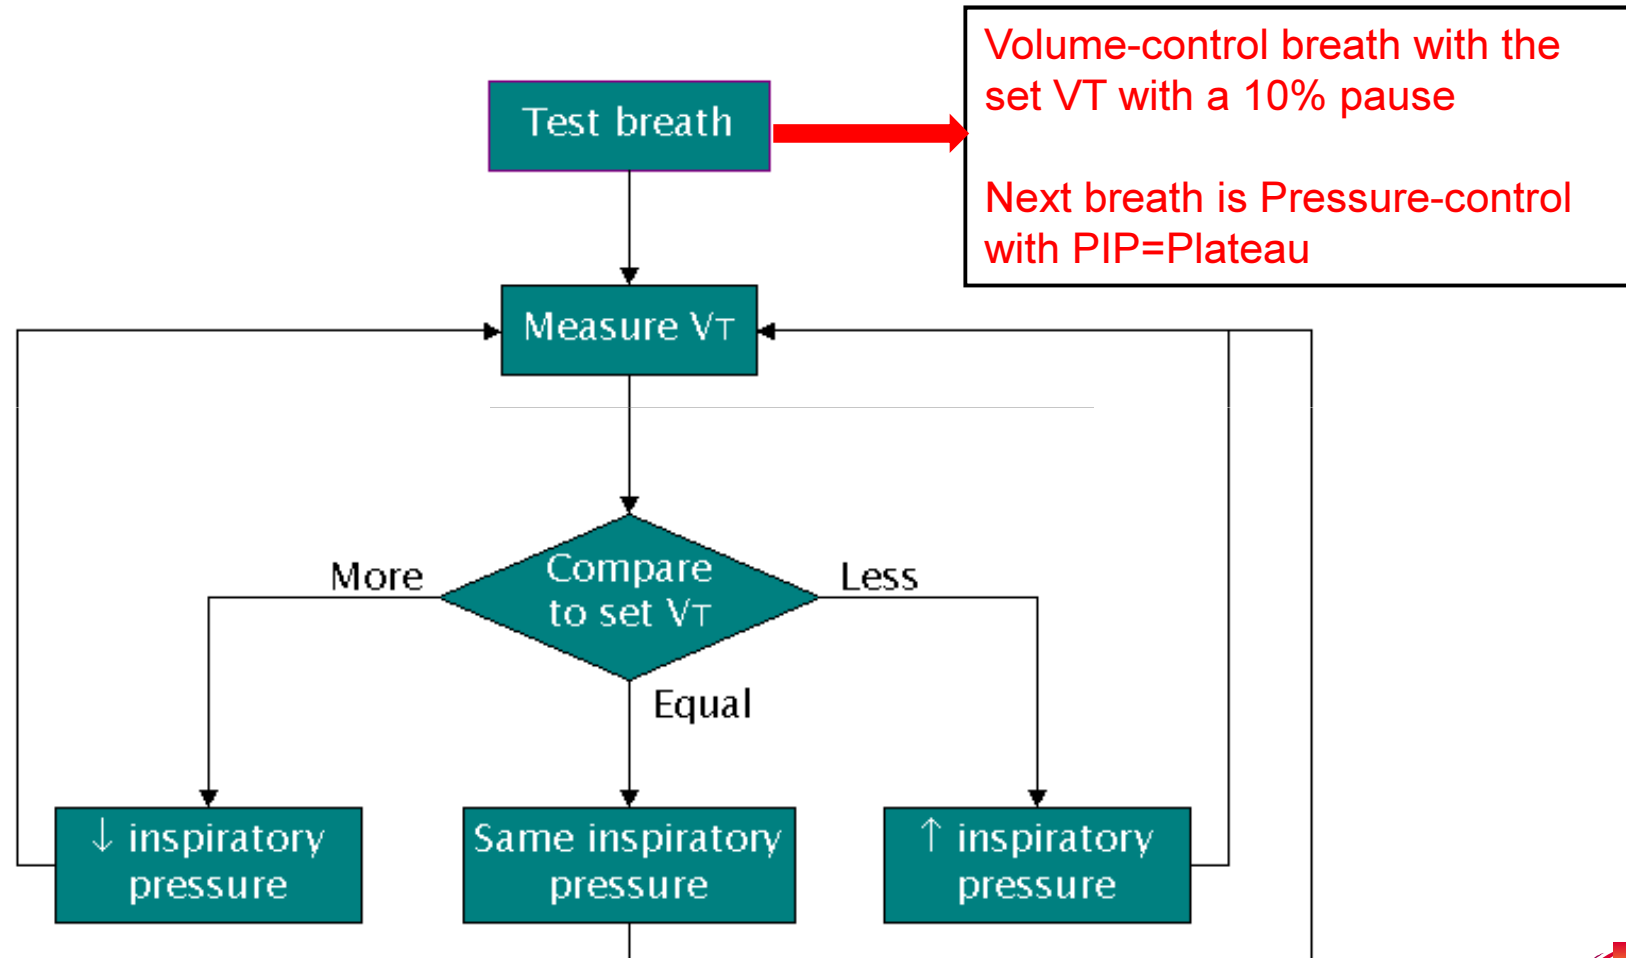 Volume-control breath with the
set VT with a 10% pause
Next breath is Pressure-control
with PIP=Plateau
Test breath
Measure VT
Compare
to set VT
More
Less
Equal
↓ inspiratory
pressure
Same inspiratory
pressure
↑ inspiratory
pressure